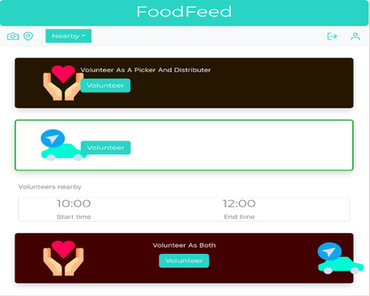 FoodFeed
Nearby
Volunteer As A Picker And Distributer
Volunteer
Volunteer
Volunteers nearby
10:00 12:00
Start time End time
Volunteer As Both
Volunteer